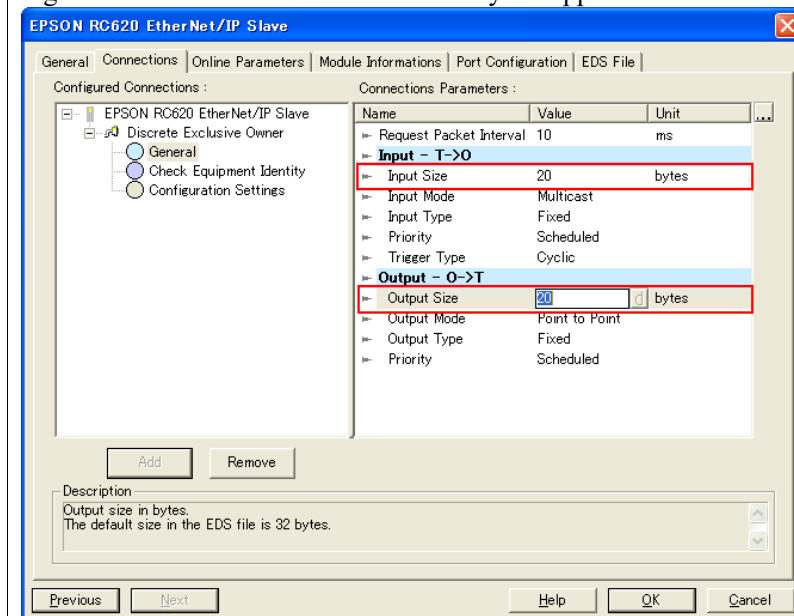 EPSON RC620 EtherNet/IP Slave
General Connections Online Parameters Module Informations Port Configuration EDS File
Configured Connections :
EPSON RC620 EtherNet/IP Slave
Discrete Exclusive Owner
General
Check Equipment Identity
Configuration Settings
Connections Parameters :
Name Value Unit ...
Request Packet Interval 10 ms
Input - T->O
Input Size 20 bytes
Input Mode Multicast
Input Type Fixed
Priority Scheduled
Trigger Type Cyclic
Output - O->T
Output Size 20 d bytes
Output Mode Point to Point
Output Type Fixed
Priority Scheduled
Add Remove
Description
Output size in bytes.
The default size in the EDS file is 32 bytes.
Previous Next Help OK Cancel